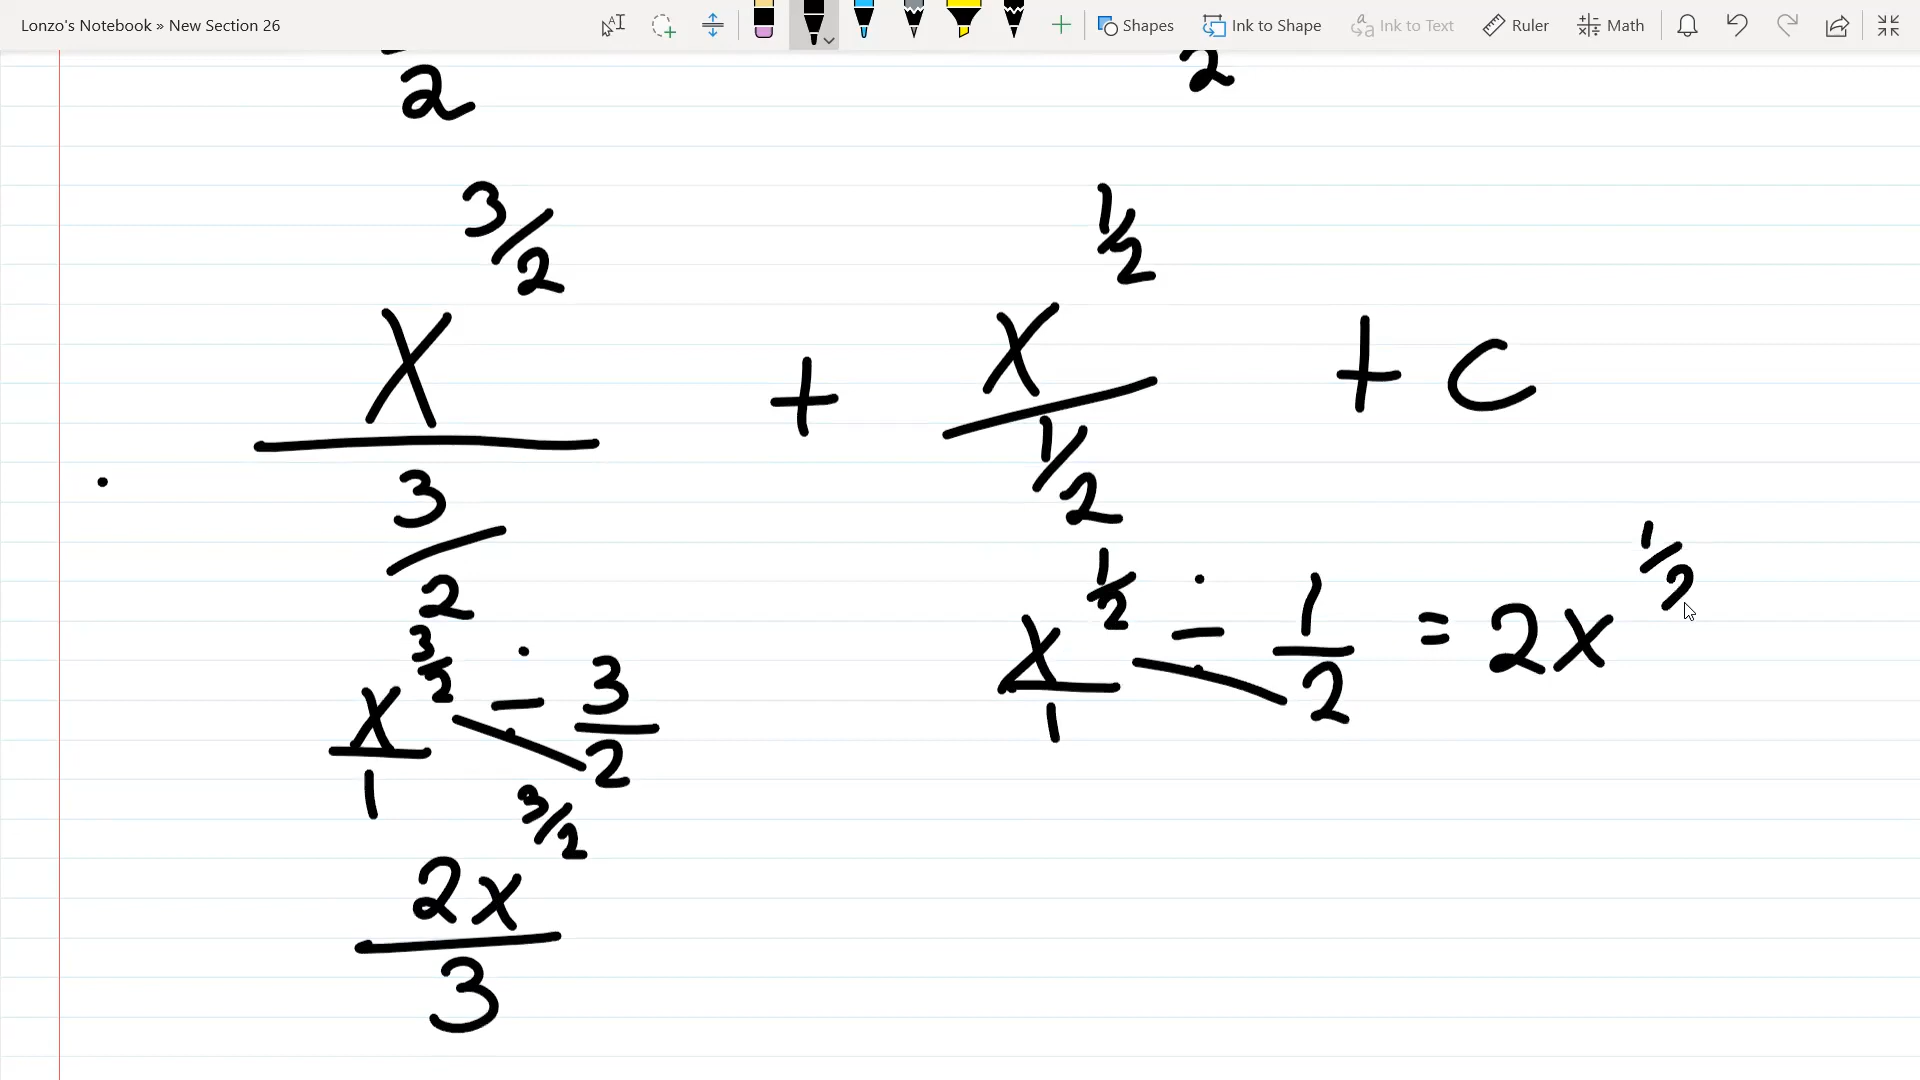 Lonzo's Notebook » New Section 26
Shapes Ink to Shape Ink to Text Ruler Math
2 2
x^{3/2} / (3/2) + x^{1/2} / (1/2) + c
x^{3/2}/1 ÷ 3/2
2x^{3/2} / 3
x^{1/2}/1 ÷ 1/2 = 2x^{1/2}